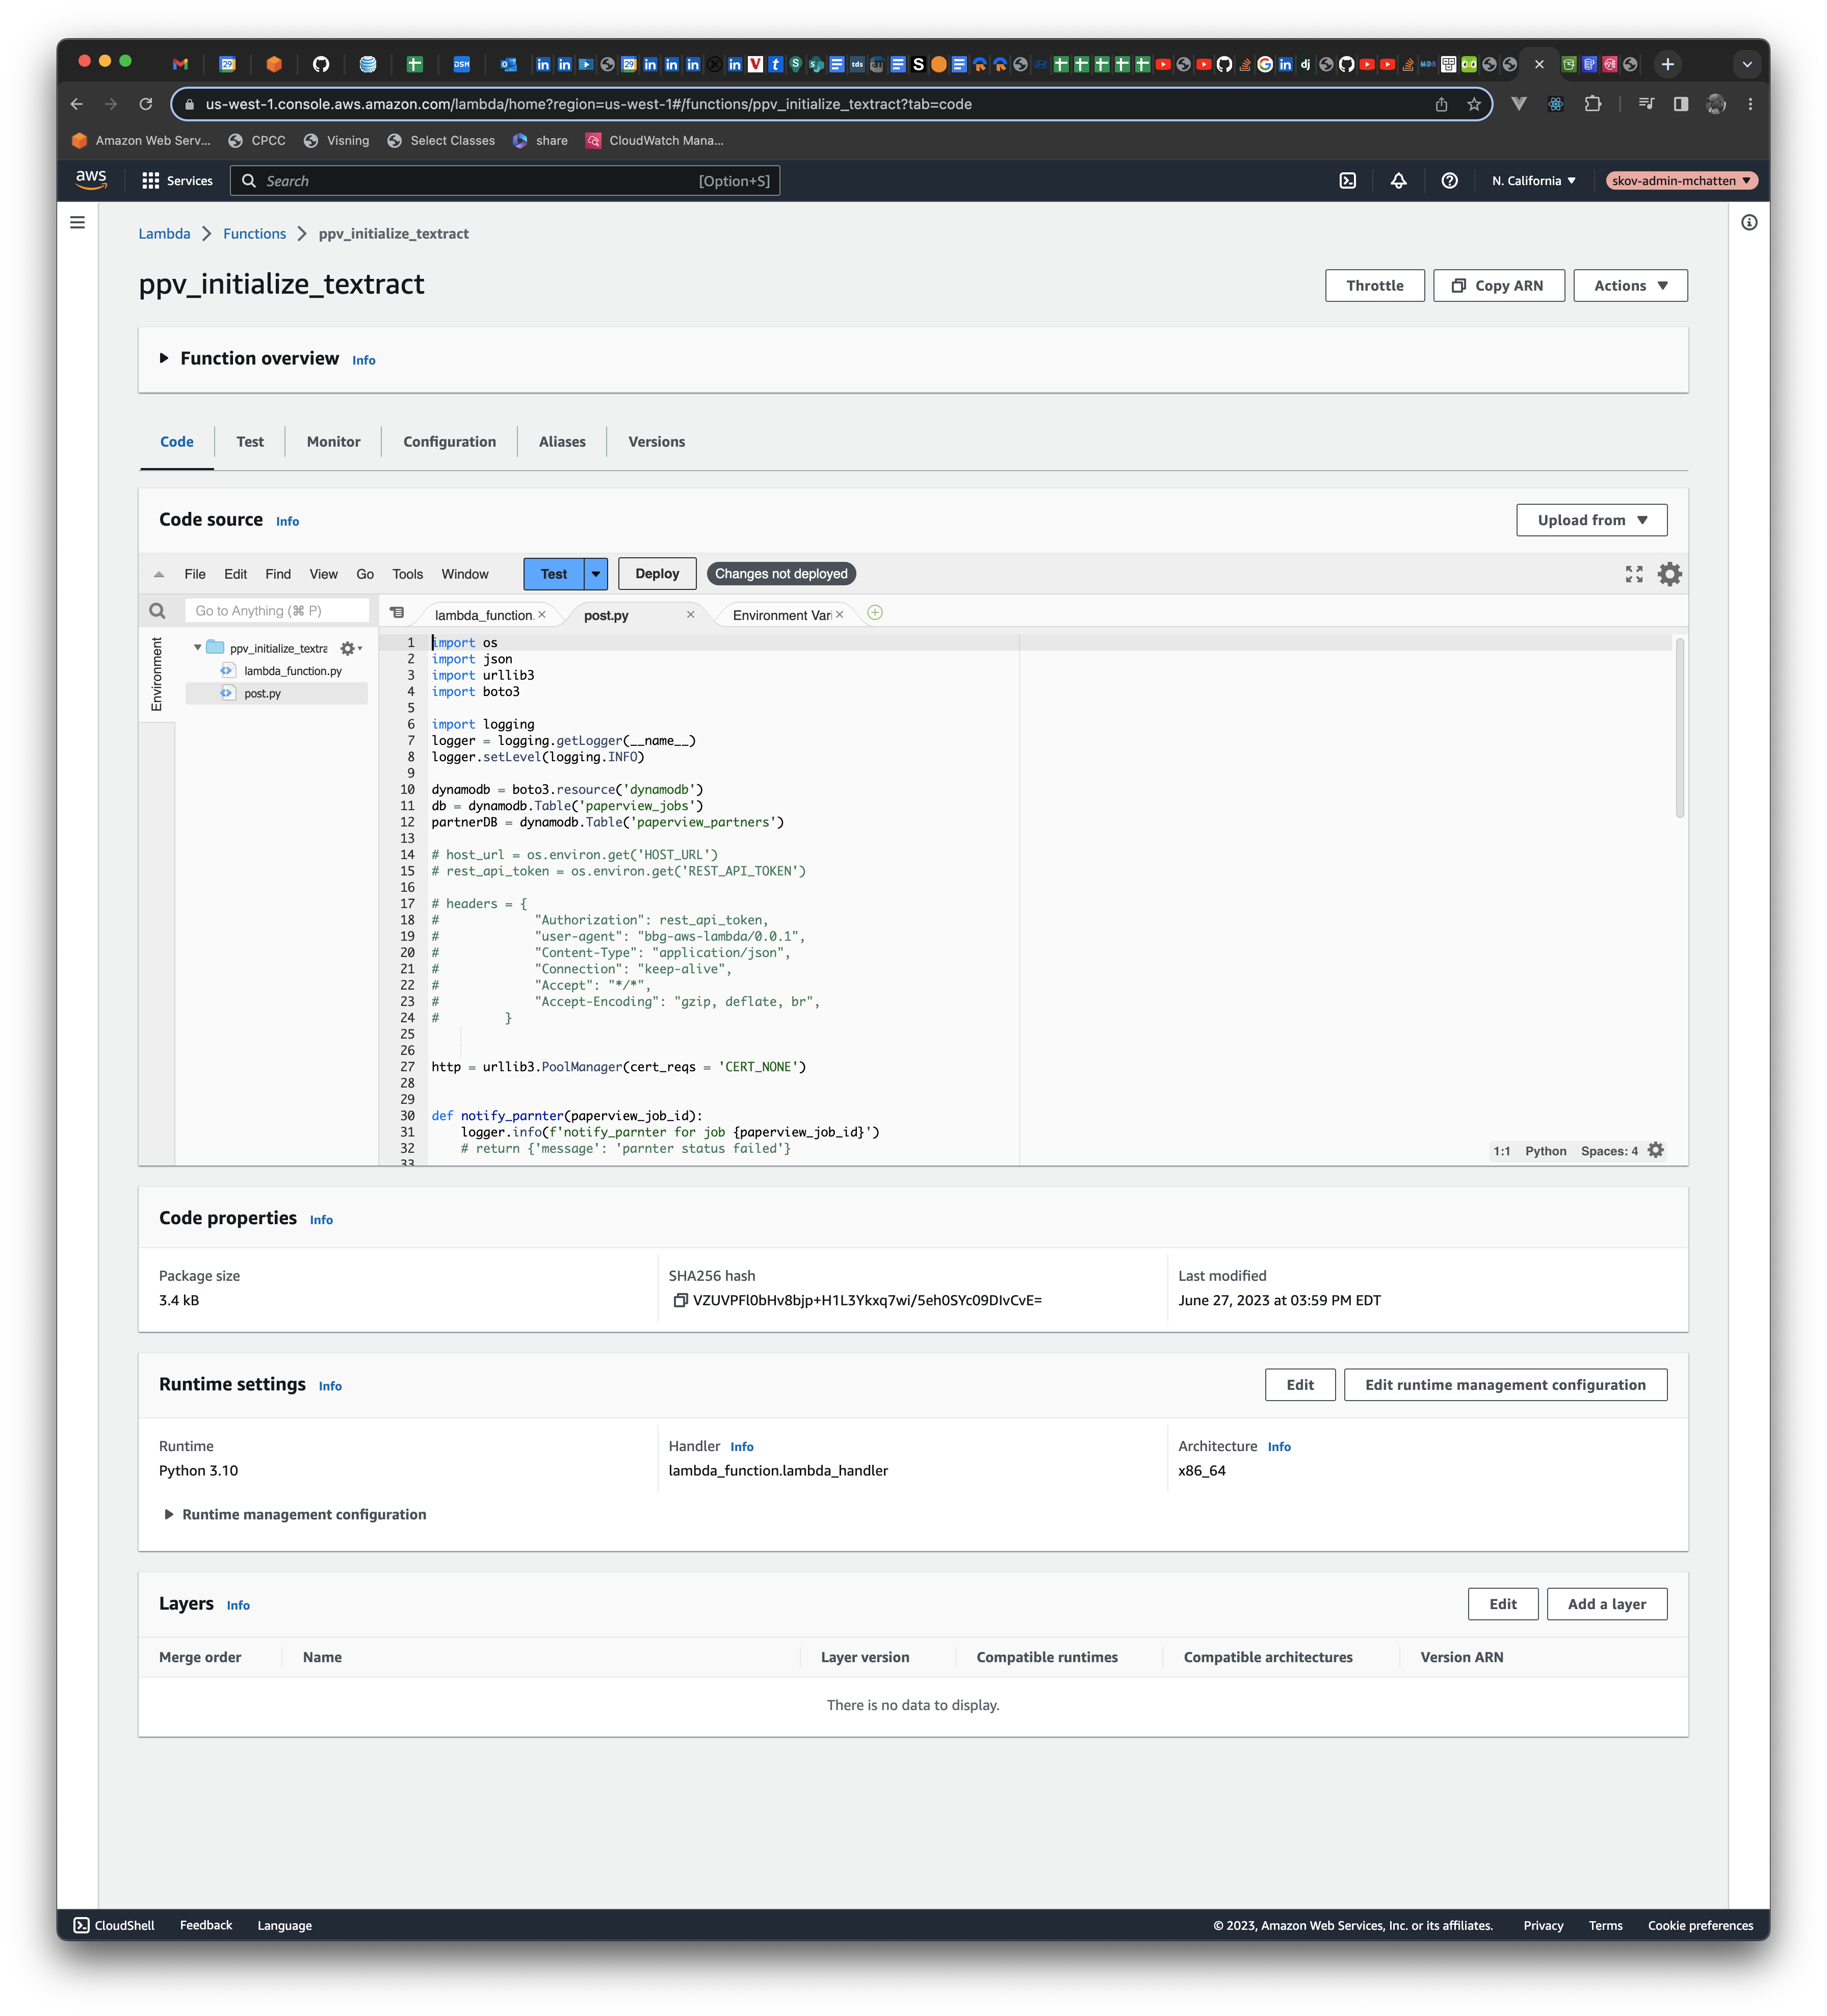 us-west-1.console.aws.amazon.com/lambda/home?region=us-west-1#/functions/ppv_initialize_textract?tab=code
Amazon Web Serv... CPCC Visning Select Classes share CloudWatch Mana...
aws Services Search [Option+S] N. California skov-admin-mchatten
Lambda Functions ppv_initialize_textract
ppv_initialize_textract
Throttle Copy ARN Actions
Function overview Info
Code Test Monitor Configuration Aliases Versions
Code source Info
Upload from
File Edit Find View Go Tools Window Test Deploy Changes not deployed
Go to Anything (⌘ P) lambda_function. post.py Environment Var
Environment
ppv_initialize_textra
lambda_function.py
post.py
1 import os
2 import json
3 import urllib3
4 import boto3
5
6 import logging
7 logger = logging.getLogger(__name__)
8 logger.setLevel(logging.INFO)
9
10 dynamodb = boto3.resource('dynamodb')
11 db = dynamodb.Table('paperview_jobs')
12 partnerDB = dynamodb.Table('paperview_partners')
13
14 # host_url = os.environ.get('HOST_URL')
15 # rest_api_token = os.environ.get('REST_API_TOKEN')
16
17 # headers = {
18 #             "Authorization": rest_api_token,
19 #             "user-agent": "bbg-aws-lambda/0.0.1",
20 #             "Content-Type": "application/json",
21 #             "Connection": "keep-alive",
22 #             "Accept": "*/*",
23 #             "Accept-Encoding": "gzip, deflate, br",
24 #         }
25
26
27 http = urllib3.PoolManager(cert_reqs = 'CERT_NONE')
28
29
30 def notify_parnter(paperview_job_id):
31     logger.info(f'notify_parnter for job {paperview_job_id}')
32     # return {'message': 'parnter status failed'}
33
1:1 Python Spaces: 4
Code properties Info
Package size
3.4 kB
SHA256 hash
VZUVPFl0bHv8bjp+H1L3Ykxq7wi/5eh0SYc09DIvCvE=
Last modified
June 27, 2023 at 03:59 PM EDT
Runtime settings Info
Edit Edit runtime management configuration
Runtime
Python 3.10
Handler Info
lambda_function.lambda_handler
Architecture Info
x86_64
Runtime management configuration
Layers Info
Edit Add a layer
Merge order Name Layer version Compatible runtimes Compatible architectures Version ARN
There is no data to display.
CloudShell Feedback Language © 2023, Amazon Web Services, Inc. or its affiliates. Privacy Terms Cookie preferences